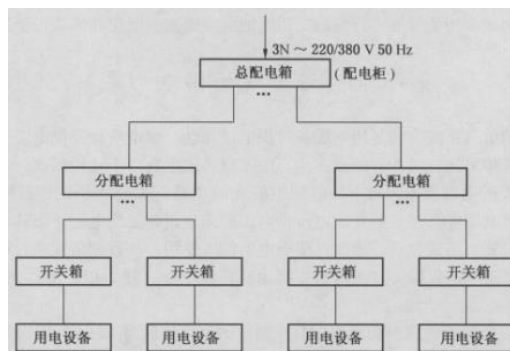 3N～220/380 V 50 Hz
总配电箱 (配电柜)
...
分配电箱 分配电箱
... ...
开关箱 开关箱 开关箱 开关箱
用电设备 用电设备 用电设备 用电设备